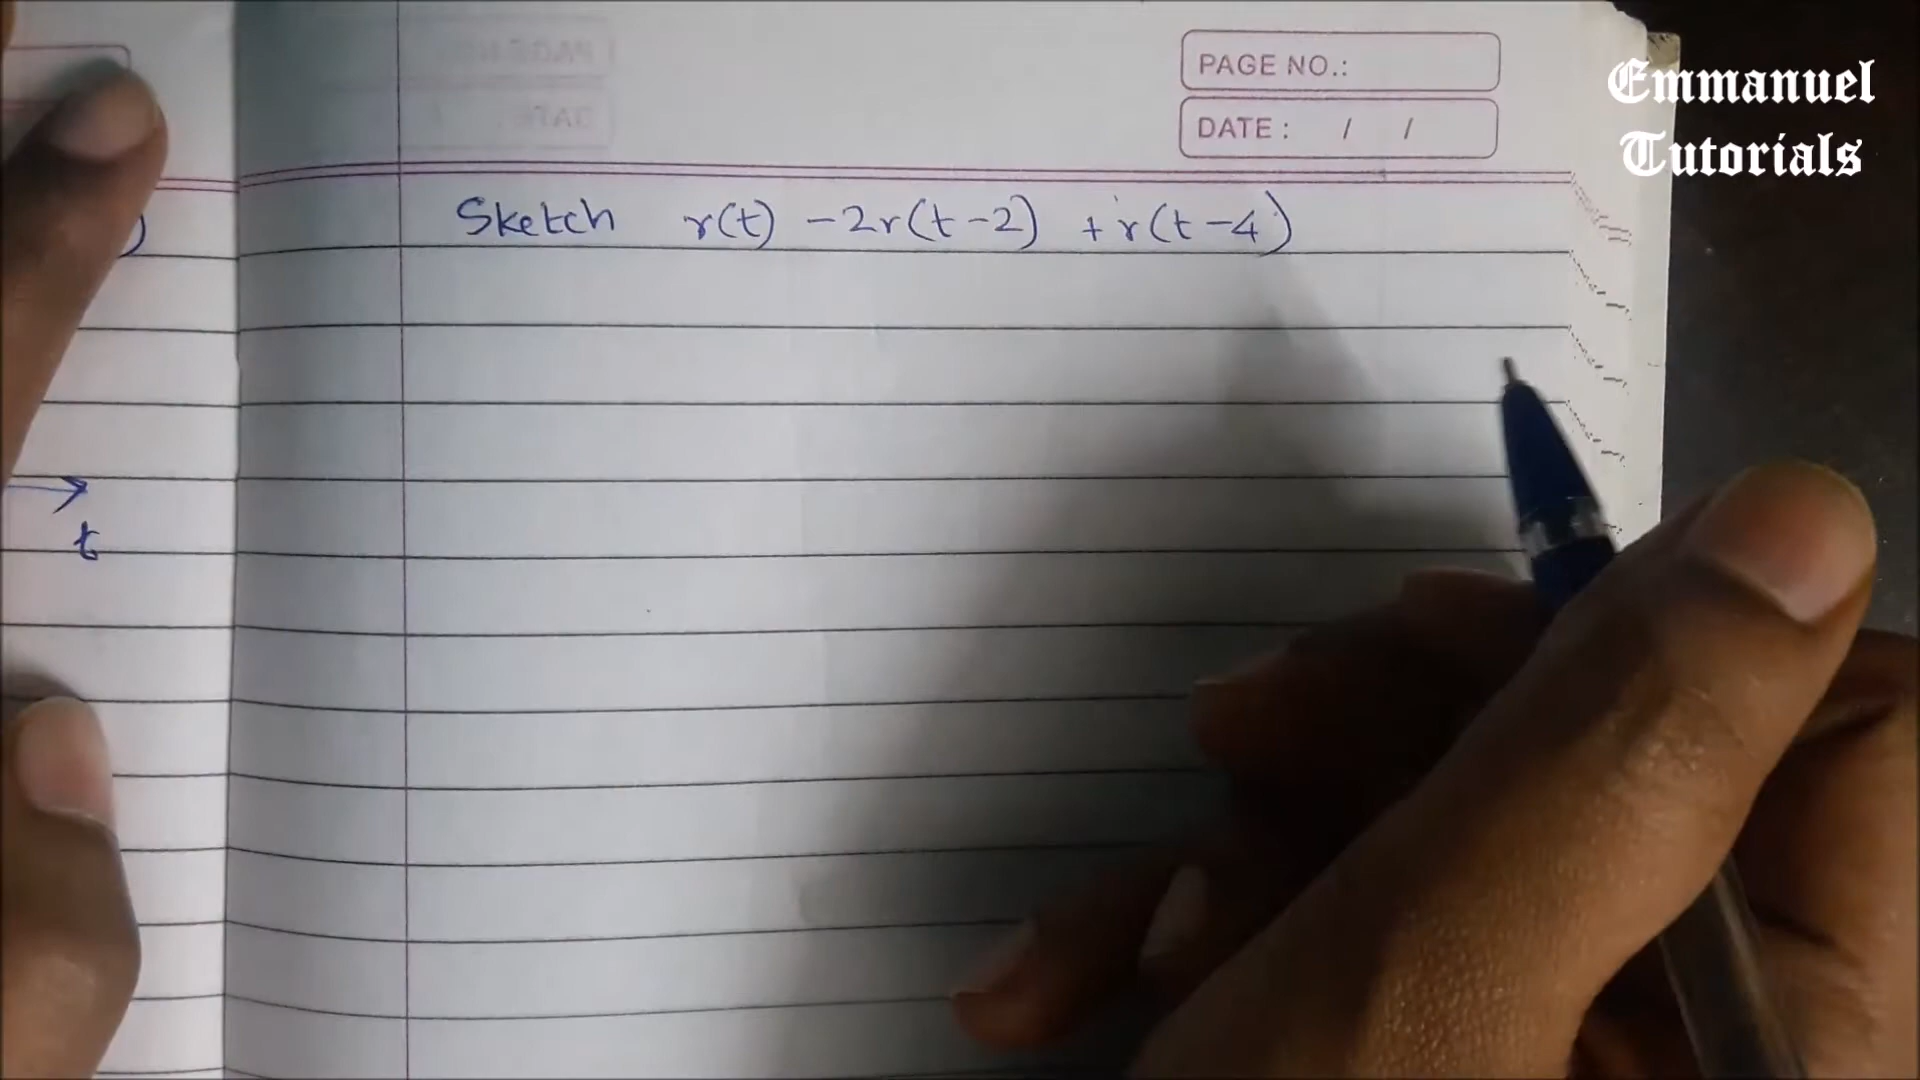 PAGE NO.:
DATE : / /
Emmanuel
Tutorials
Sketch r(t) -2r(t-2) +r(t-4)
)
t